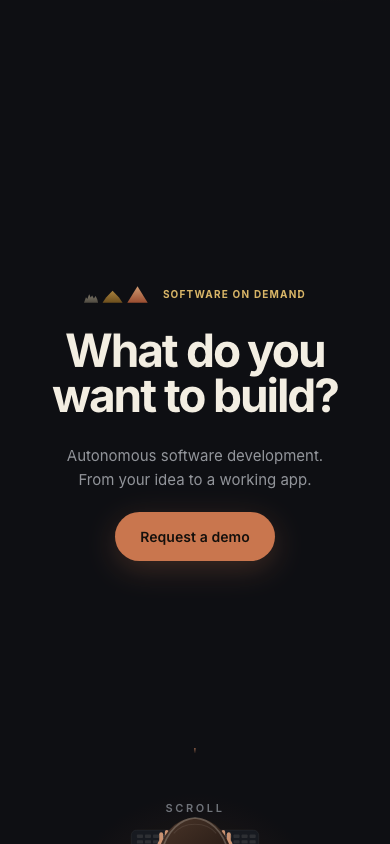 SOFTWARE ON DEMAND
What do you
want to build?
Autonomous software development.
From your idea to a working app.
Request a demo
SCROLL